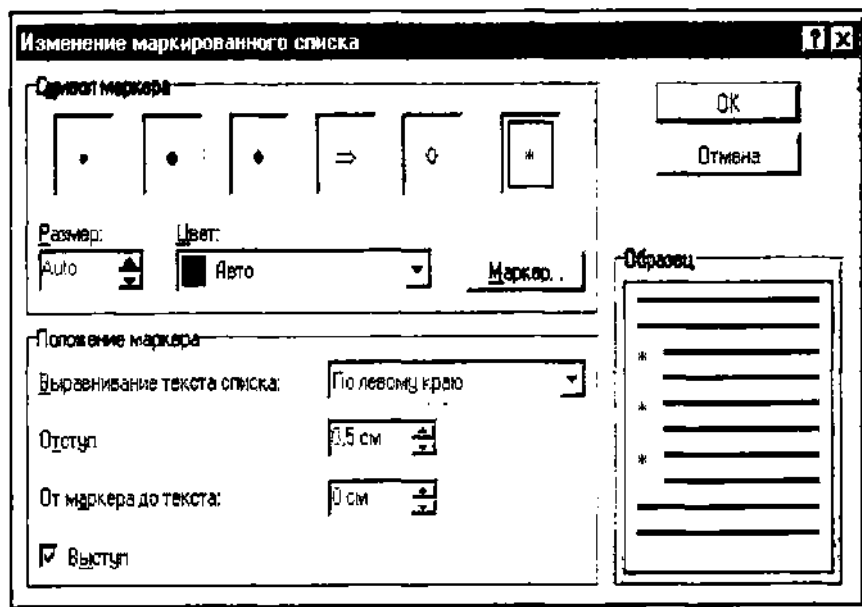 Изменение маркированного списка
Символ маркера
OK
Отмена
Размер:
Цвет:
Auto
Авто
Маркер...
Образец
Положение маркера
Выравнивание текста списка:
По левому краю
Отступ
0,5 см
От маркера до текста:
0 см
Выступ